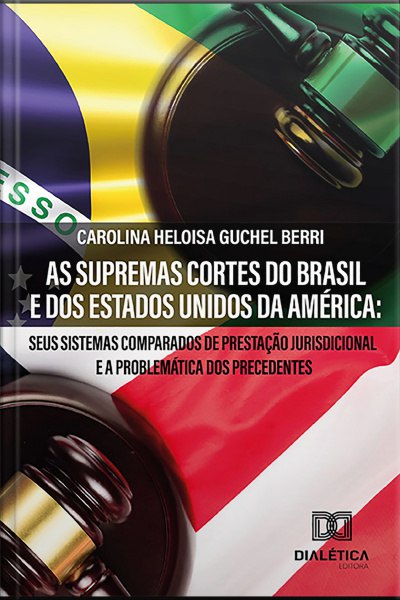 ESSO
CAROLINA HELOISA GUCHEL BERRI
AS SUPREMAS CORTES DO BRASIL
E DOS ESTADOS UNIDOS DA AMÉRICA:
SEUS SISTEMAS COMPARADOS DE PRESTAÇÃO JURISDICIONAL
E A PROBLEMÁTICA DOS PRECEDENTES
DIALÉTICA
EDITORA